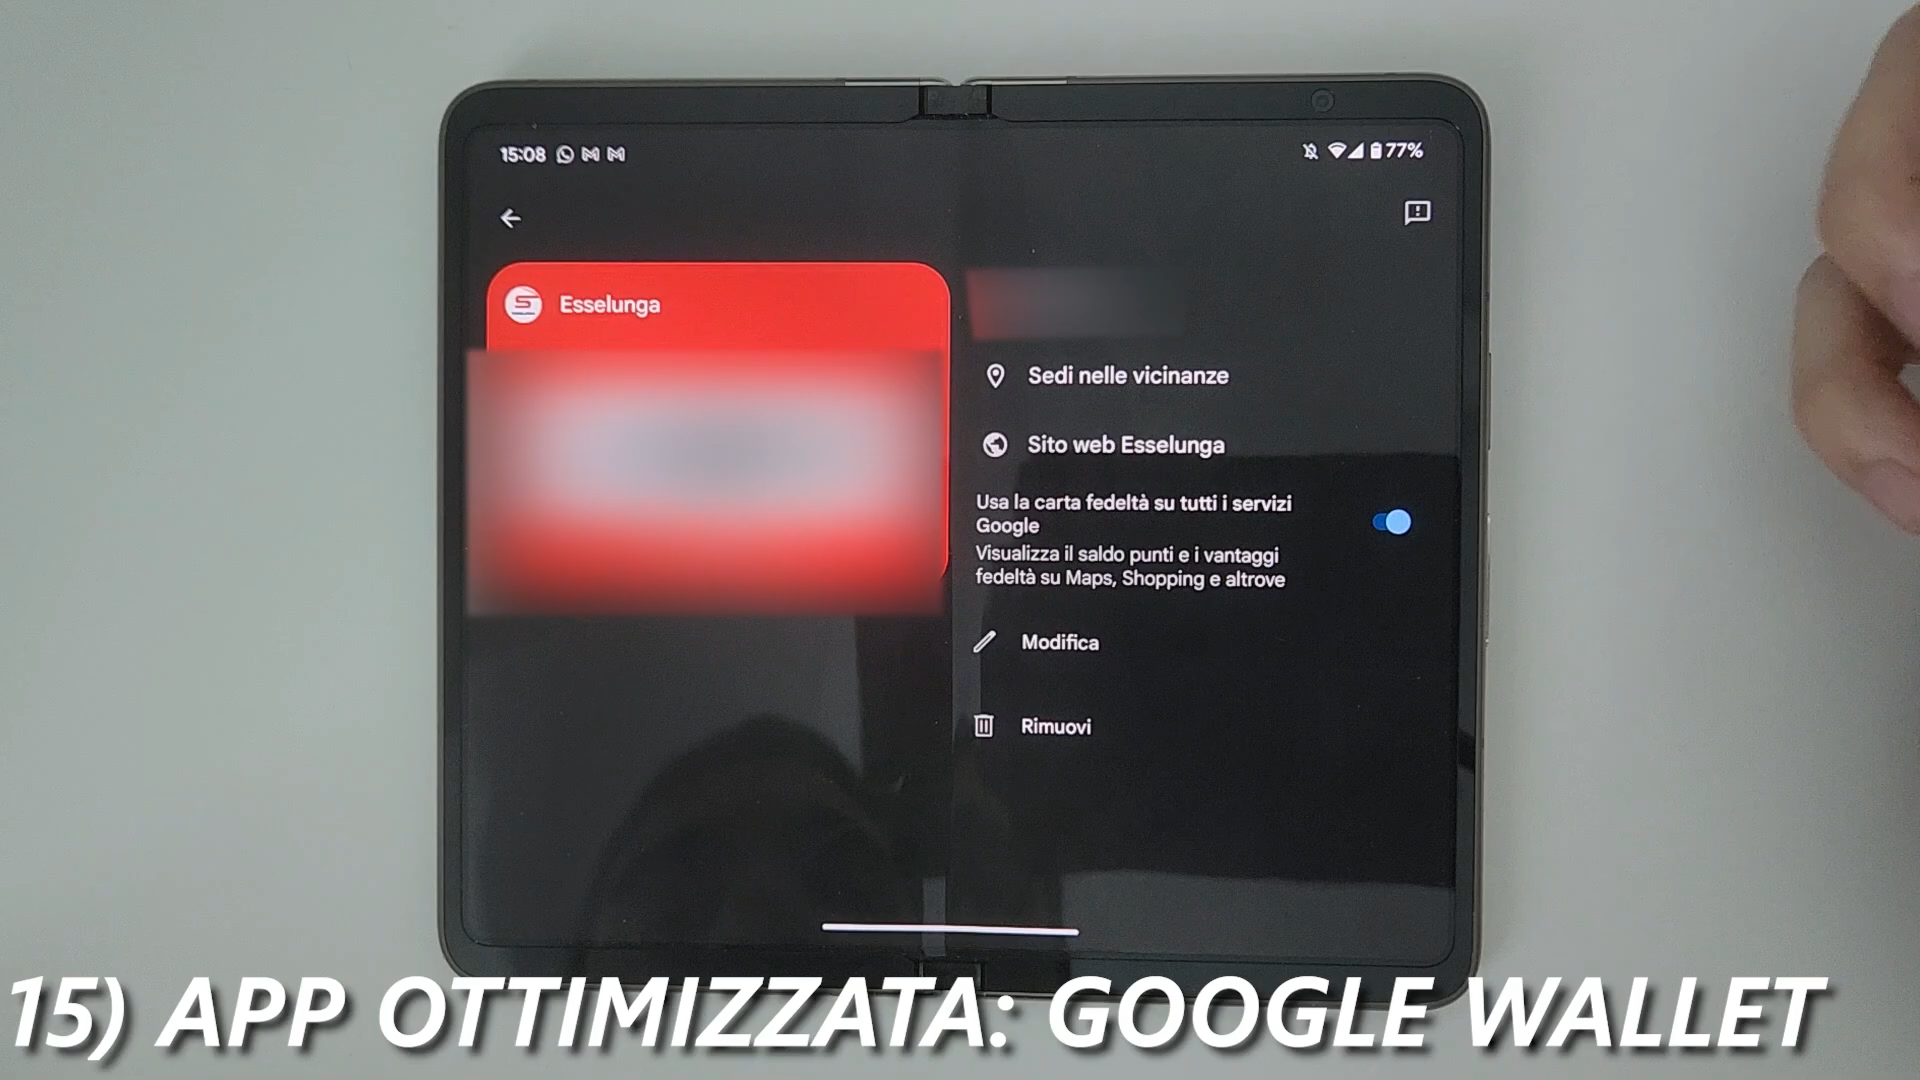 15:08
77%
Esselunga
Sedi nelle vicinanze
Sito web Esselunga
Usa la carta fedeltà su tutti i servizi
Google
Visualizza il saldo punti e i vantaggi
fedeltà su Maps, Shopping e altrove
Modifica
Rimuovi
15) APP OTTIMIZZATA: GOOGLE WALLET